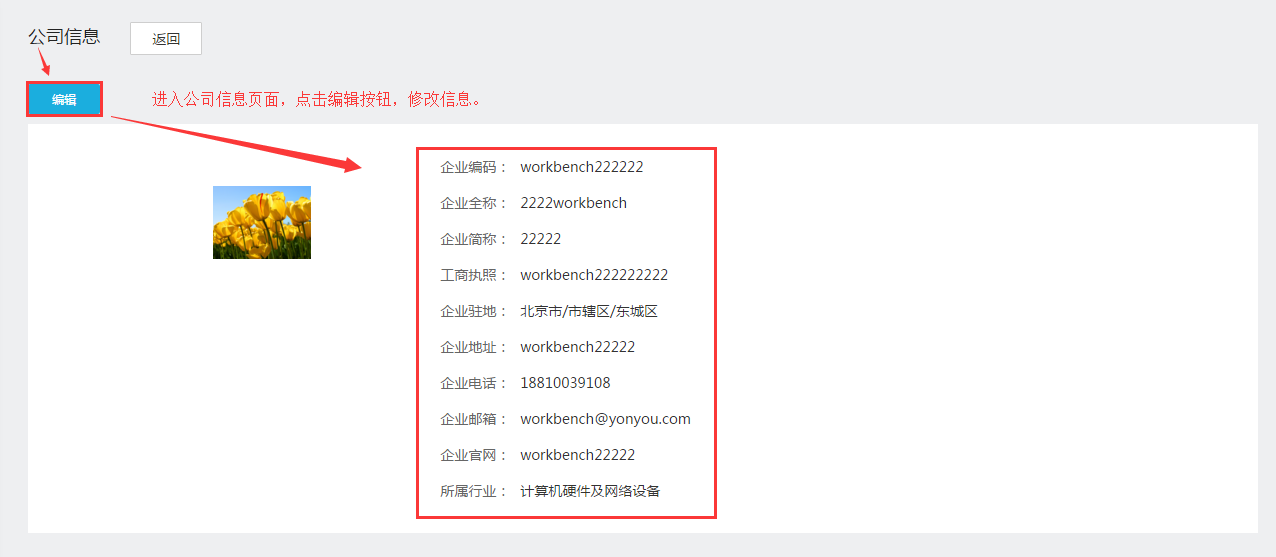 公司信息 返回
编辑 进入公司信息页面，点击编辑按钮，修改信息。
企业编码： workbench222222
企业全称： 2222workbench
企业简称： 22222
工商执照： workbench222222222
企业驻地： 北京市/市辖区/东城区
企业地址： workbench22222
企业电话： 18810039108
企业邮箱： workbench@yonyou.com
企业官网： workbench22222
所属行业： 计算机硬件及网络设备